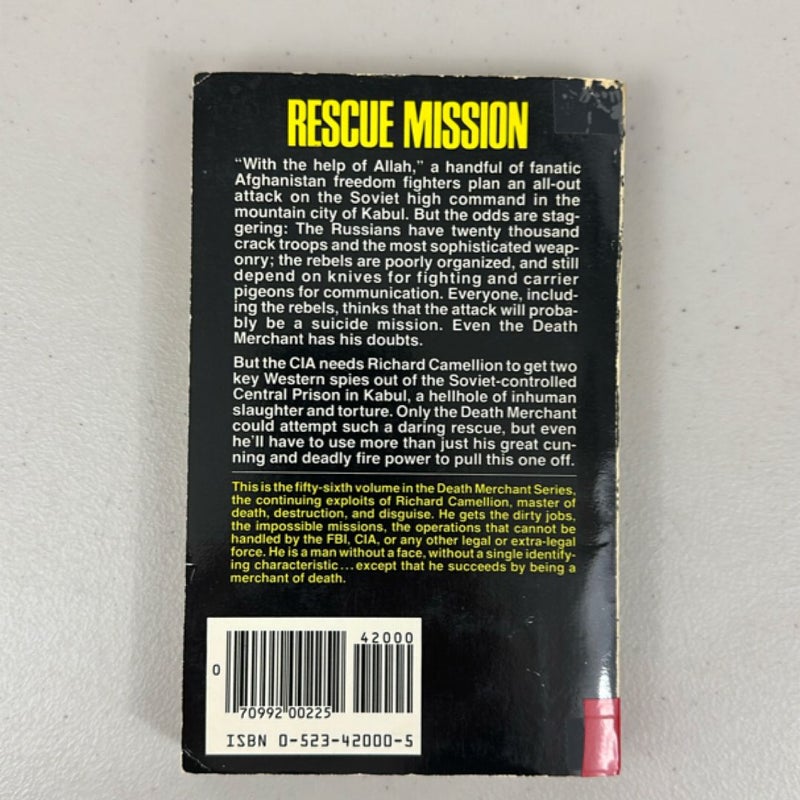 RESCUE MISSION
“With the help of Allah,” a handful of fanatic
Afghanistan freedom fighters plan an all-out
attack on the Soviet high command in the
mountain city of Kabul. But the odds are stag-
gering: The Russians have twenty thousand
crack troops and the most sophisticated weap-
onry; the rebels are poorly organized, and still
depend on knives for fighting and carrier
pigeons for communication. Everyone, includ-
ing the rebels, thinks that the attack will proba-
bly be a suicide mission. Even the Death
Merchant has his doubts.
But the CIA needs Richard Camellion to get two
key Western spies out of the Soviet-controlled
Central Prison in Kabul, a hellhole of inhuman
slaughter and torture. Only the Death Merchant
could attempt such a daring rescue, but even
he’ll have to use more than just his great cun-
ning and deadly fire power to pull this one off.
This is the fifty-sixth volume in the Death Merchant Series,
the continuing exploits of Richard Camellion, master of
death, destruction, and disguise. He gets the dirty jobs,
the impossible missions, the operations that cannot be
handled by the FBI, CIA, or any other legal or extra-legal
force. He is a man without a face, without a single identify-
ing characteristic...except that he succeeds by being a
merchant of death.
42000
0
70992 00225
ISBN 0-523-42000-5